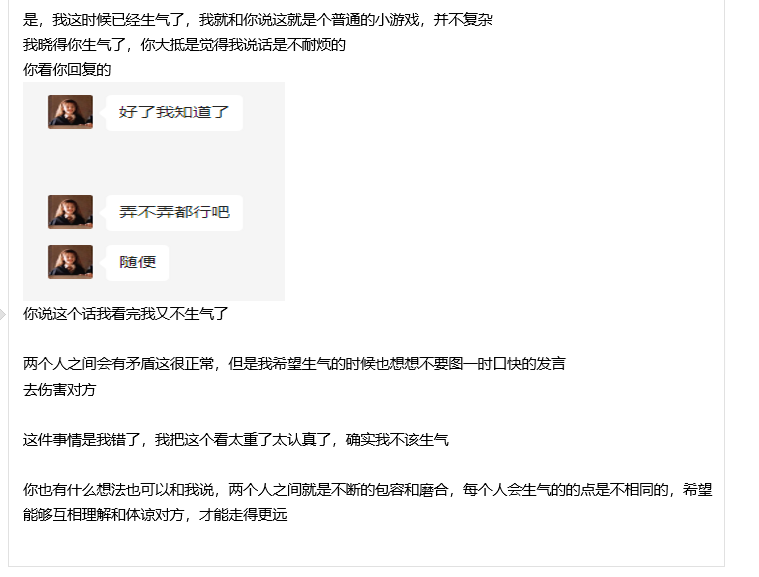 是，我这时候已经生气了，我就和你说这就是个普通的小游戏，并不复杂
我晓得你生气了，你大抵是觉得我说话是不耐烦的
你看你回复的
好了我知道了
弄不弄都行吧
随便
你说这个话我看完我又不生气了
两个人之间会有矛盾这很正常，但是我希望生气的时候也想想不要图一时口快的发言
去伤害对方
这件事情是我错了，我把这个看太重了太认真了，确实我不该生气
你也有什么想法也可以和我说，两个人之间就是不断的包容和磨合，每个人会生气的的点是不相同的，希望
能够互相理解和体谅对方，才能走得更远